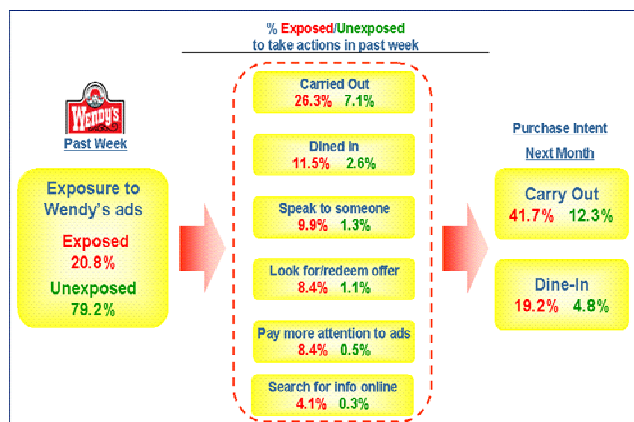 % Exposed/Unexposed
to take actions in past week
WENDY'S
Past Week
Exposure to
Wendy's ads
Exposed
20.8%
Unexposed
79.2%
Carried Out
26.3% 7.1%
Dined in
11.5% 2.6%
Speak to someone
9.9% 1.3%
Look for/redeem offer
8.4% 1.1%
Pay more attention to ads
8.4% 0.5%
Search for info online
4.1% 0.3%
Purchase Intent
Next Month
Carry Out
41.7% 12.3%
Dine-In
19.2% 4.8%